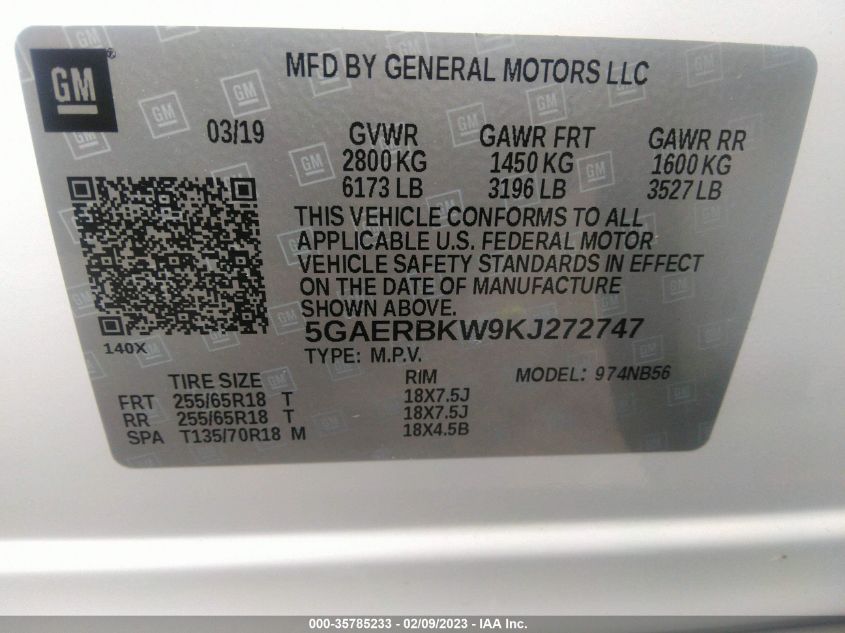 GM
MFD BY GENERAL MOTORS LLC
03/19 GVWR GAWR FRT GAWR RR
2800 KG 1450 KG 1600 KG
6173 LB 3196 LB 3527 LB
THIS VEHICLE CONFORMS TO ALL
APPLICABLE U.S. FEDERAL MOTOR
VEHICLE SAFETY STANDARDS IN EFFECT
ON THE DATE OF MANUFACTURE
SHOWN ABOVE.
5GAERBKW9KJ272747
140X
TYPE: M.P.V.
TIRE SIZE RIM MODEL: 974NB56
FRT 255/65R18 T 18X7.5J
RR 255/65R18 T 18X7.5J
SPA T135/70R18 M 18X4.5B
000-35785233 - 02/09/2023 - IAA Inc.